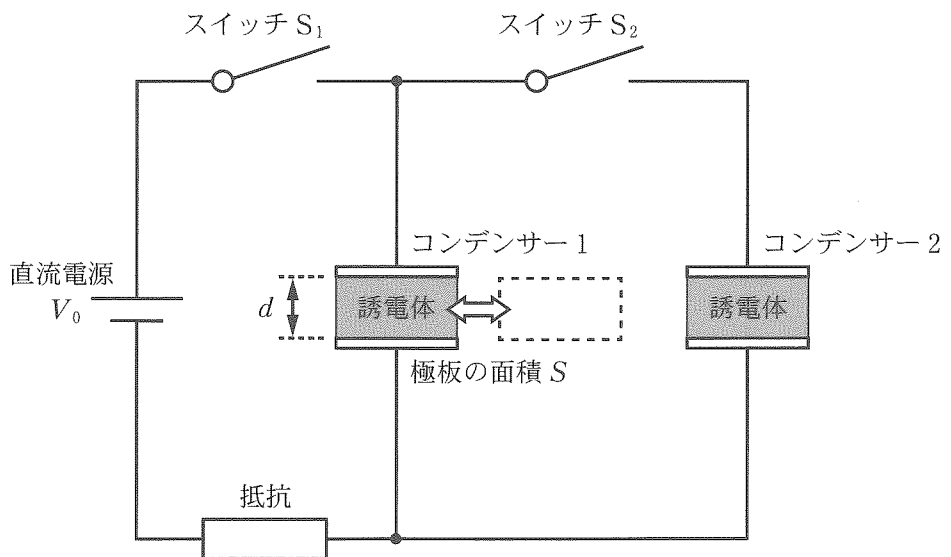 スイッチ S₁
スイッチ S₂
コンデンサー 1
コンデンサー 2
直流電源
V₀
d
誘電体
誘電体
極板の面積 S
抵抗